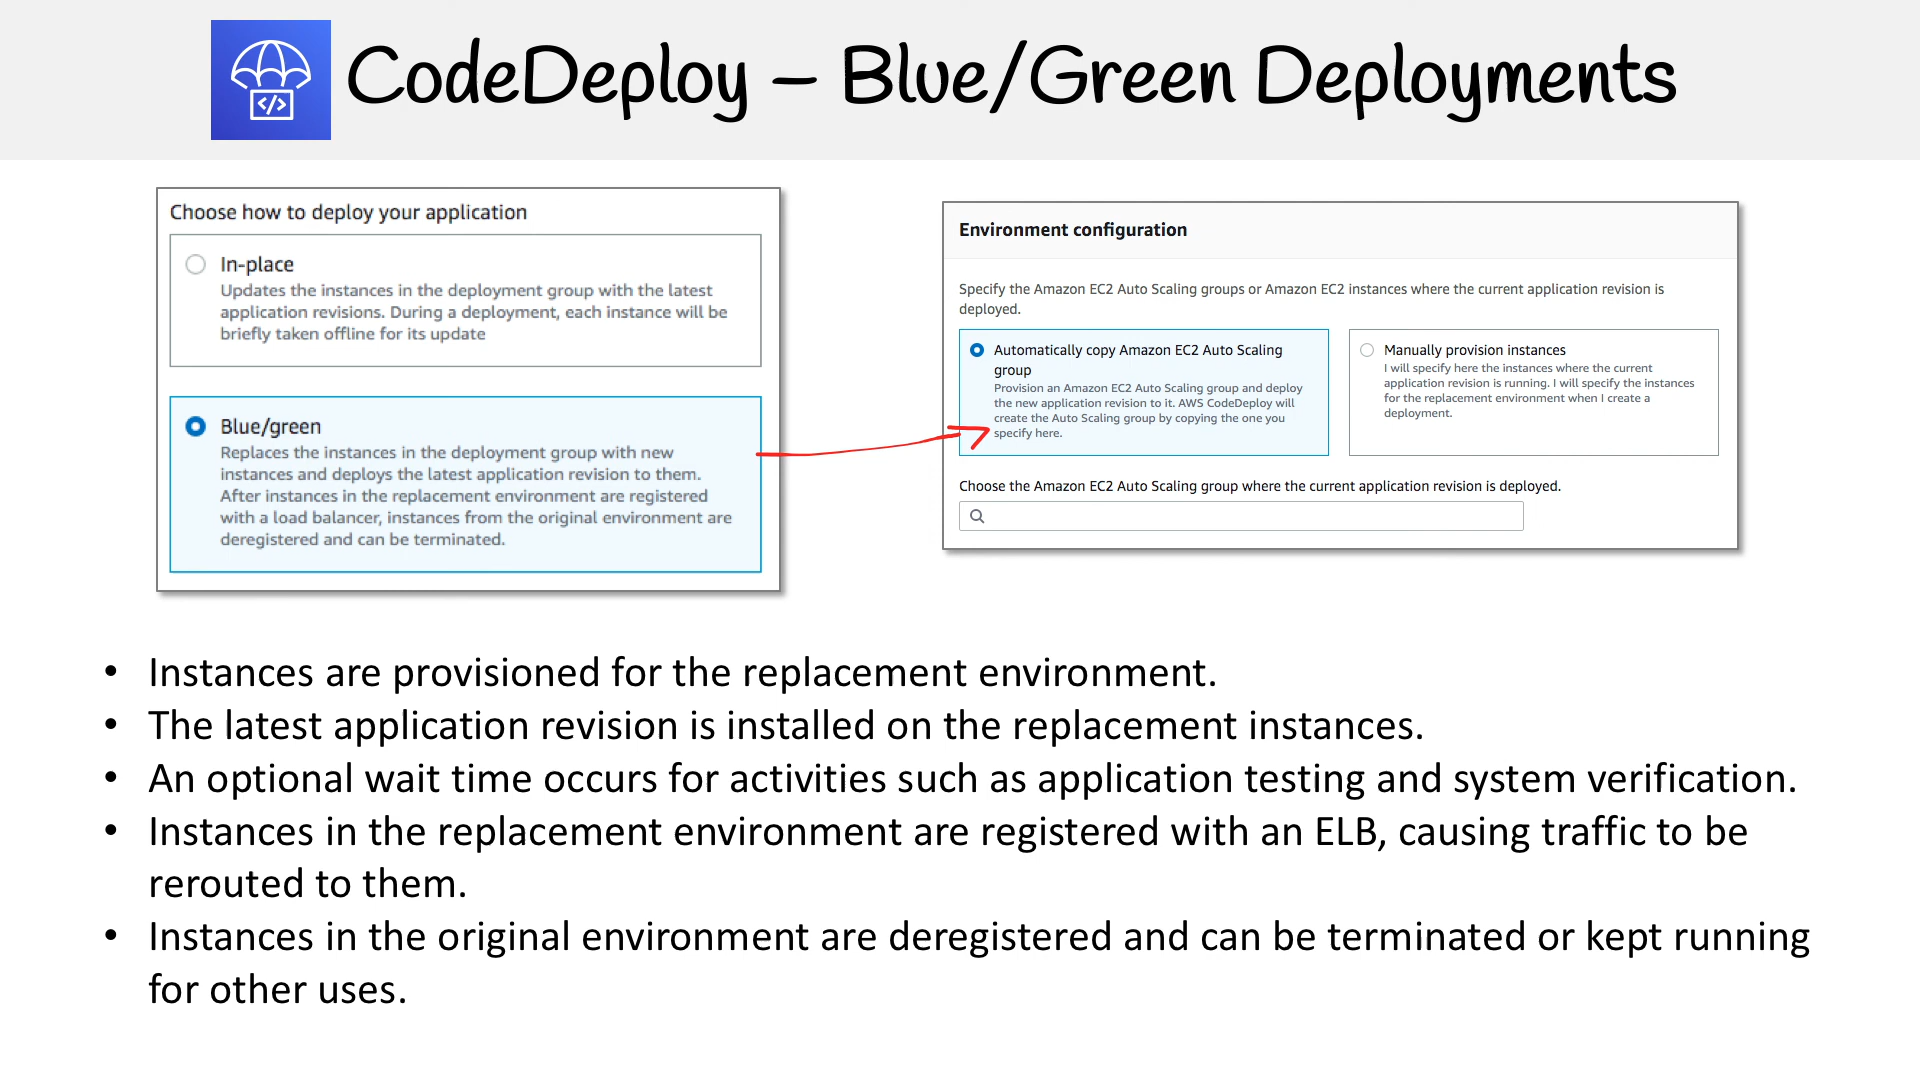 CodeDeploy – Blue/Green Deployments
</>
Choose how to deploy your application
In-place
Updates the instances in the deployment group with the latest
application revisions. During a deployment, each instance will be
briefly taken offline for its update
Blue/green
Replaces the instances in the deployment group with new
instances and deploys the latest application revision to them.
After instances in the replacement environment are registered
with a load balancer, instances from the original environment are
deregistered and can be terminated.
Environment configuration
Specify the Amazon EC2 Auto Scaling groups or Amazon EC2 instances where the current application revision is
deployed.
Automatically copy Amazon EC2 Auto Scaling
group
Provision an Amazon EC2 Auto Scaling group and deploy
the new application revision to it. AWS CodeDeploy will
create the Auto Scaling group by copying the one you
specify here.
Manually provision instances
I will specify here the instances where the current
application revision is running. I will specify the instances
for the replacement environment when I create a
deployment.
Choose the Amazon EC2 Auto Scaling group where the current application revision is deployed.
• Instances are provisioned for the replacement environment.
• The latest application revision is installed on the replacement instances.
• An optional wait time occurs for activities such as application testing and system verification.
• Instances in the replacement environment are registered with an ELB, causing traffic to be
rerouted to them.
• Instances in the original environment are deregistered and can be terminated or kept running
for other uses.